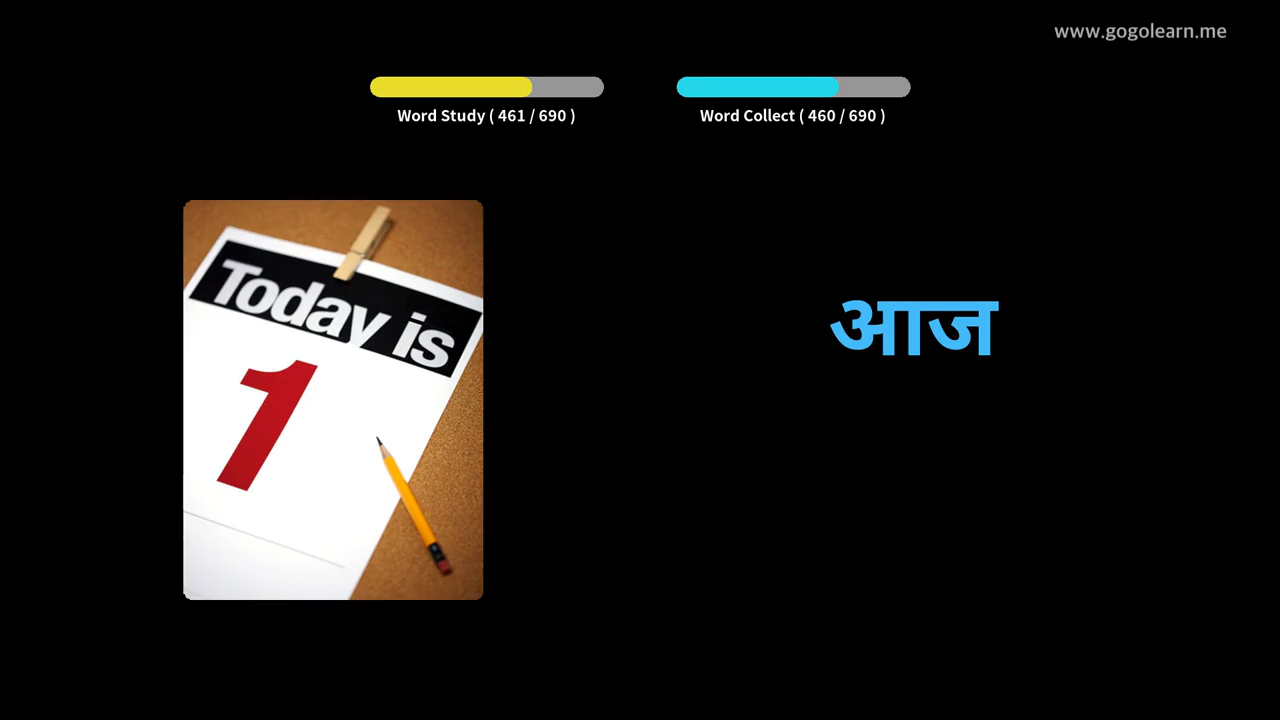 www.gogolearn.me
Word Study ( 461 / 690 )
Word Collect ( 460 / 690 )
Today is
1
आज